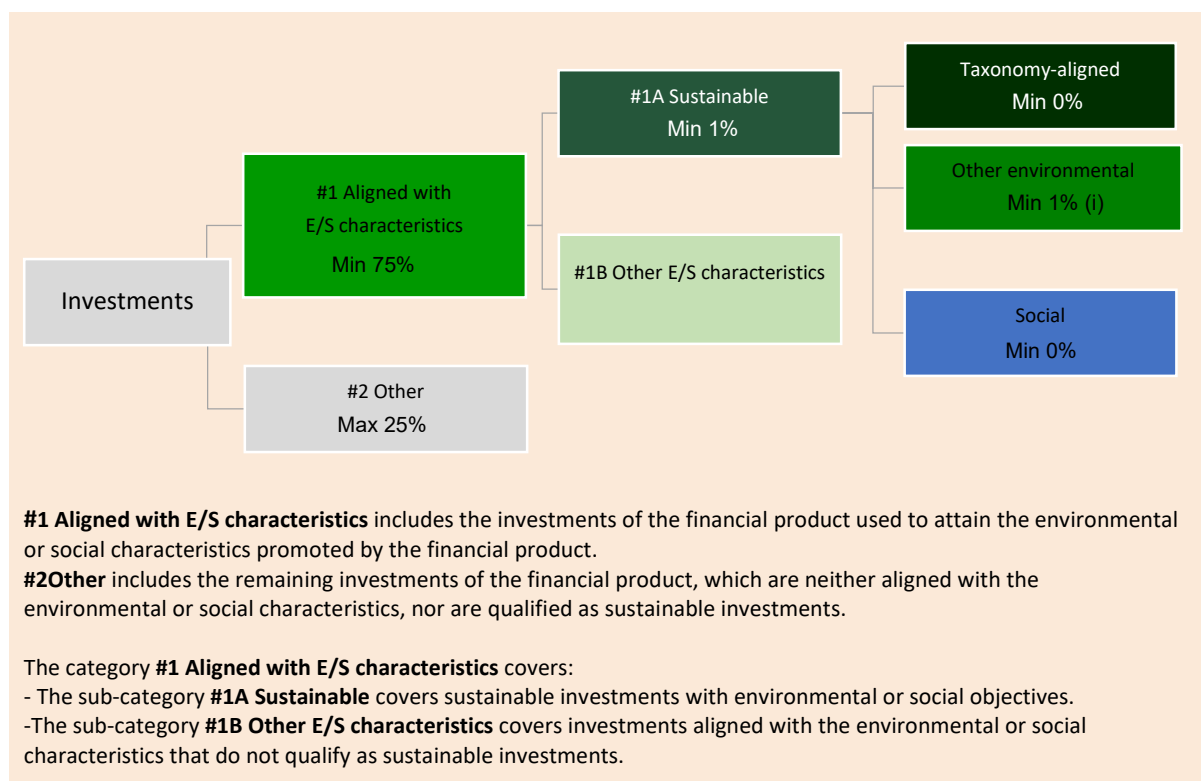 Taxonomy-aligned
Min 0%
#1A Sustainable
Min 1%
Other environmental
Min 1% (i)
#1 Aligned with
E/S characteristics
Min 75%
#1B Other E/S characteristics
Investments
Social
Min 0%
#2 Other
Max 25%
#1 Aligned with E/S characteristics includes the investments of the financial product used to attain the environmental
or social characteristics promoted by the financial product.
#2Other includes the remaining investments of the financial product, which are neither aligned with the
environmental or social characteristics, nor are qualified as sustainable investments.
The category #1 Aligned with E/S characteristics covers:
- The sub-category #1A Sustainable covers sustainable investments with environmental or social objectives.
-The sub-category #1B Other E/S characteristics covers investments aligned with the environmental or social
characteristics that do not qualify as sustainable investments.